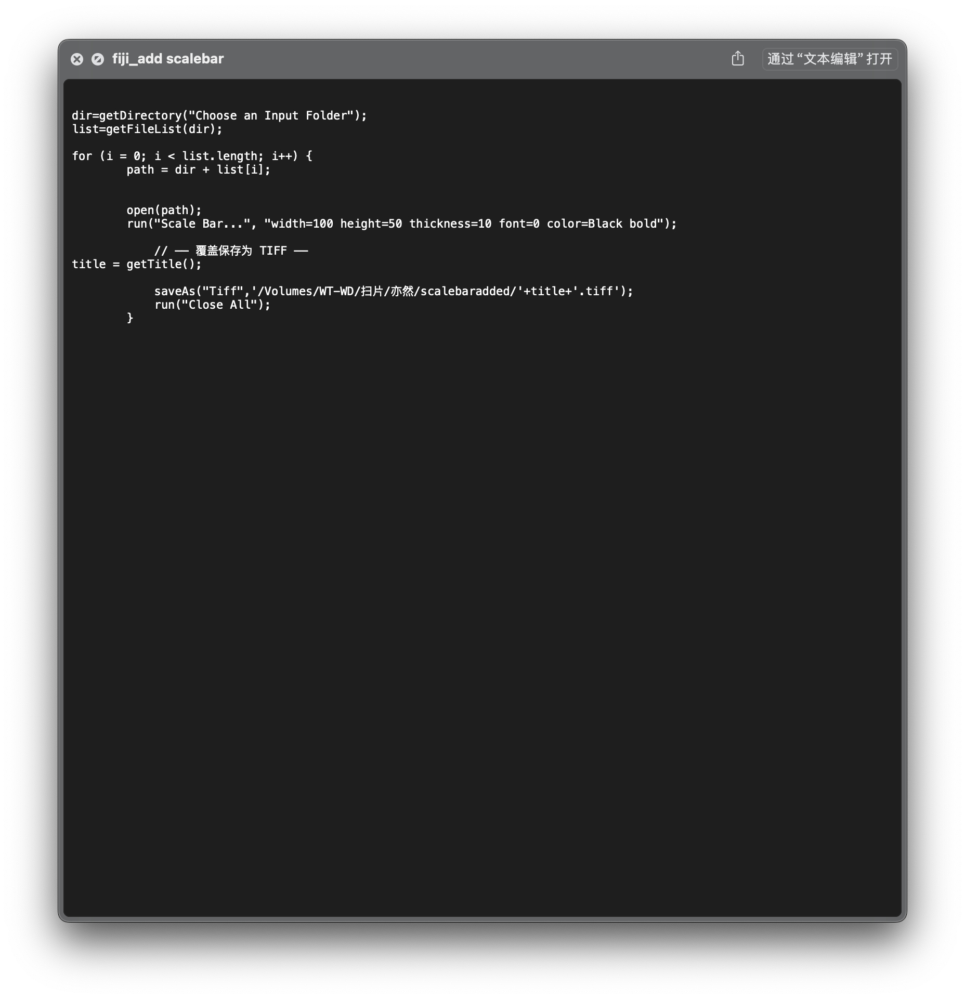 fiji_add scalebar
通过“文本编辑”打开
dir=getDirectory("Choose an Input Folder");
list=getFileList(dir);
for (i = 0; i < list.length; i++) {
path = dir + list[i];
open(path);
run("Scale Bar...", "width=100 height=50 thickness=10 font=0 color=Black bold");
// —— 覆盖保存为 TIFF ——
title = getTitle();
saveAs("Tiff",'/Volumes/WT-WD/扫片/亦然/scalebaradded/'+title+'.tiff');
run("Close All");
}